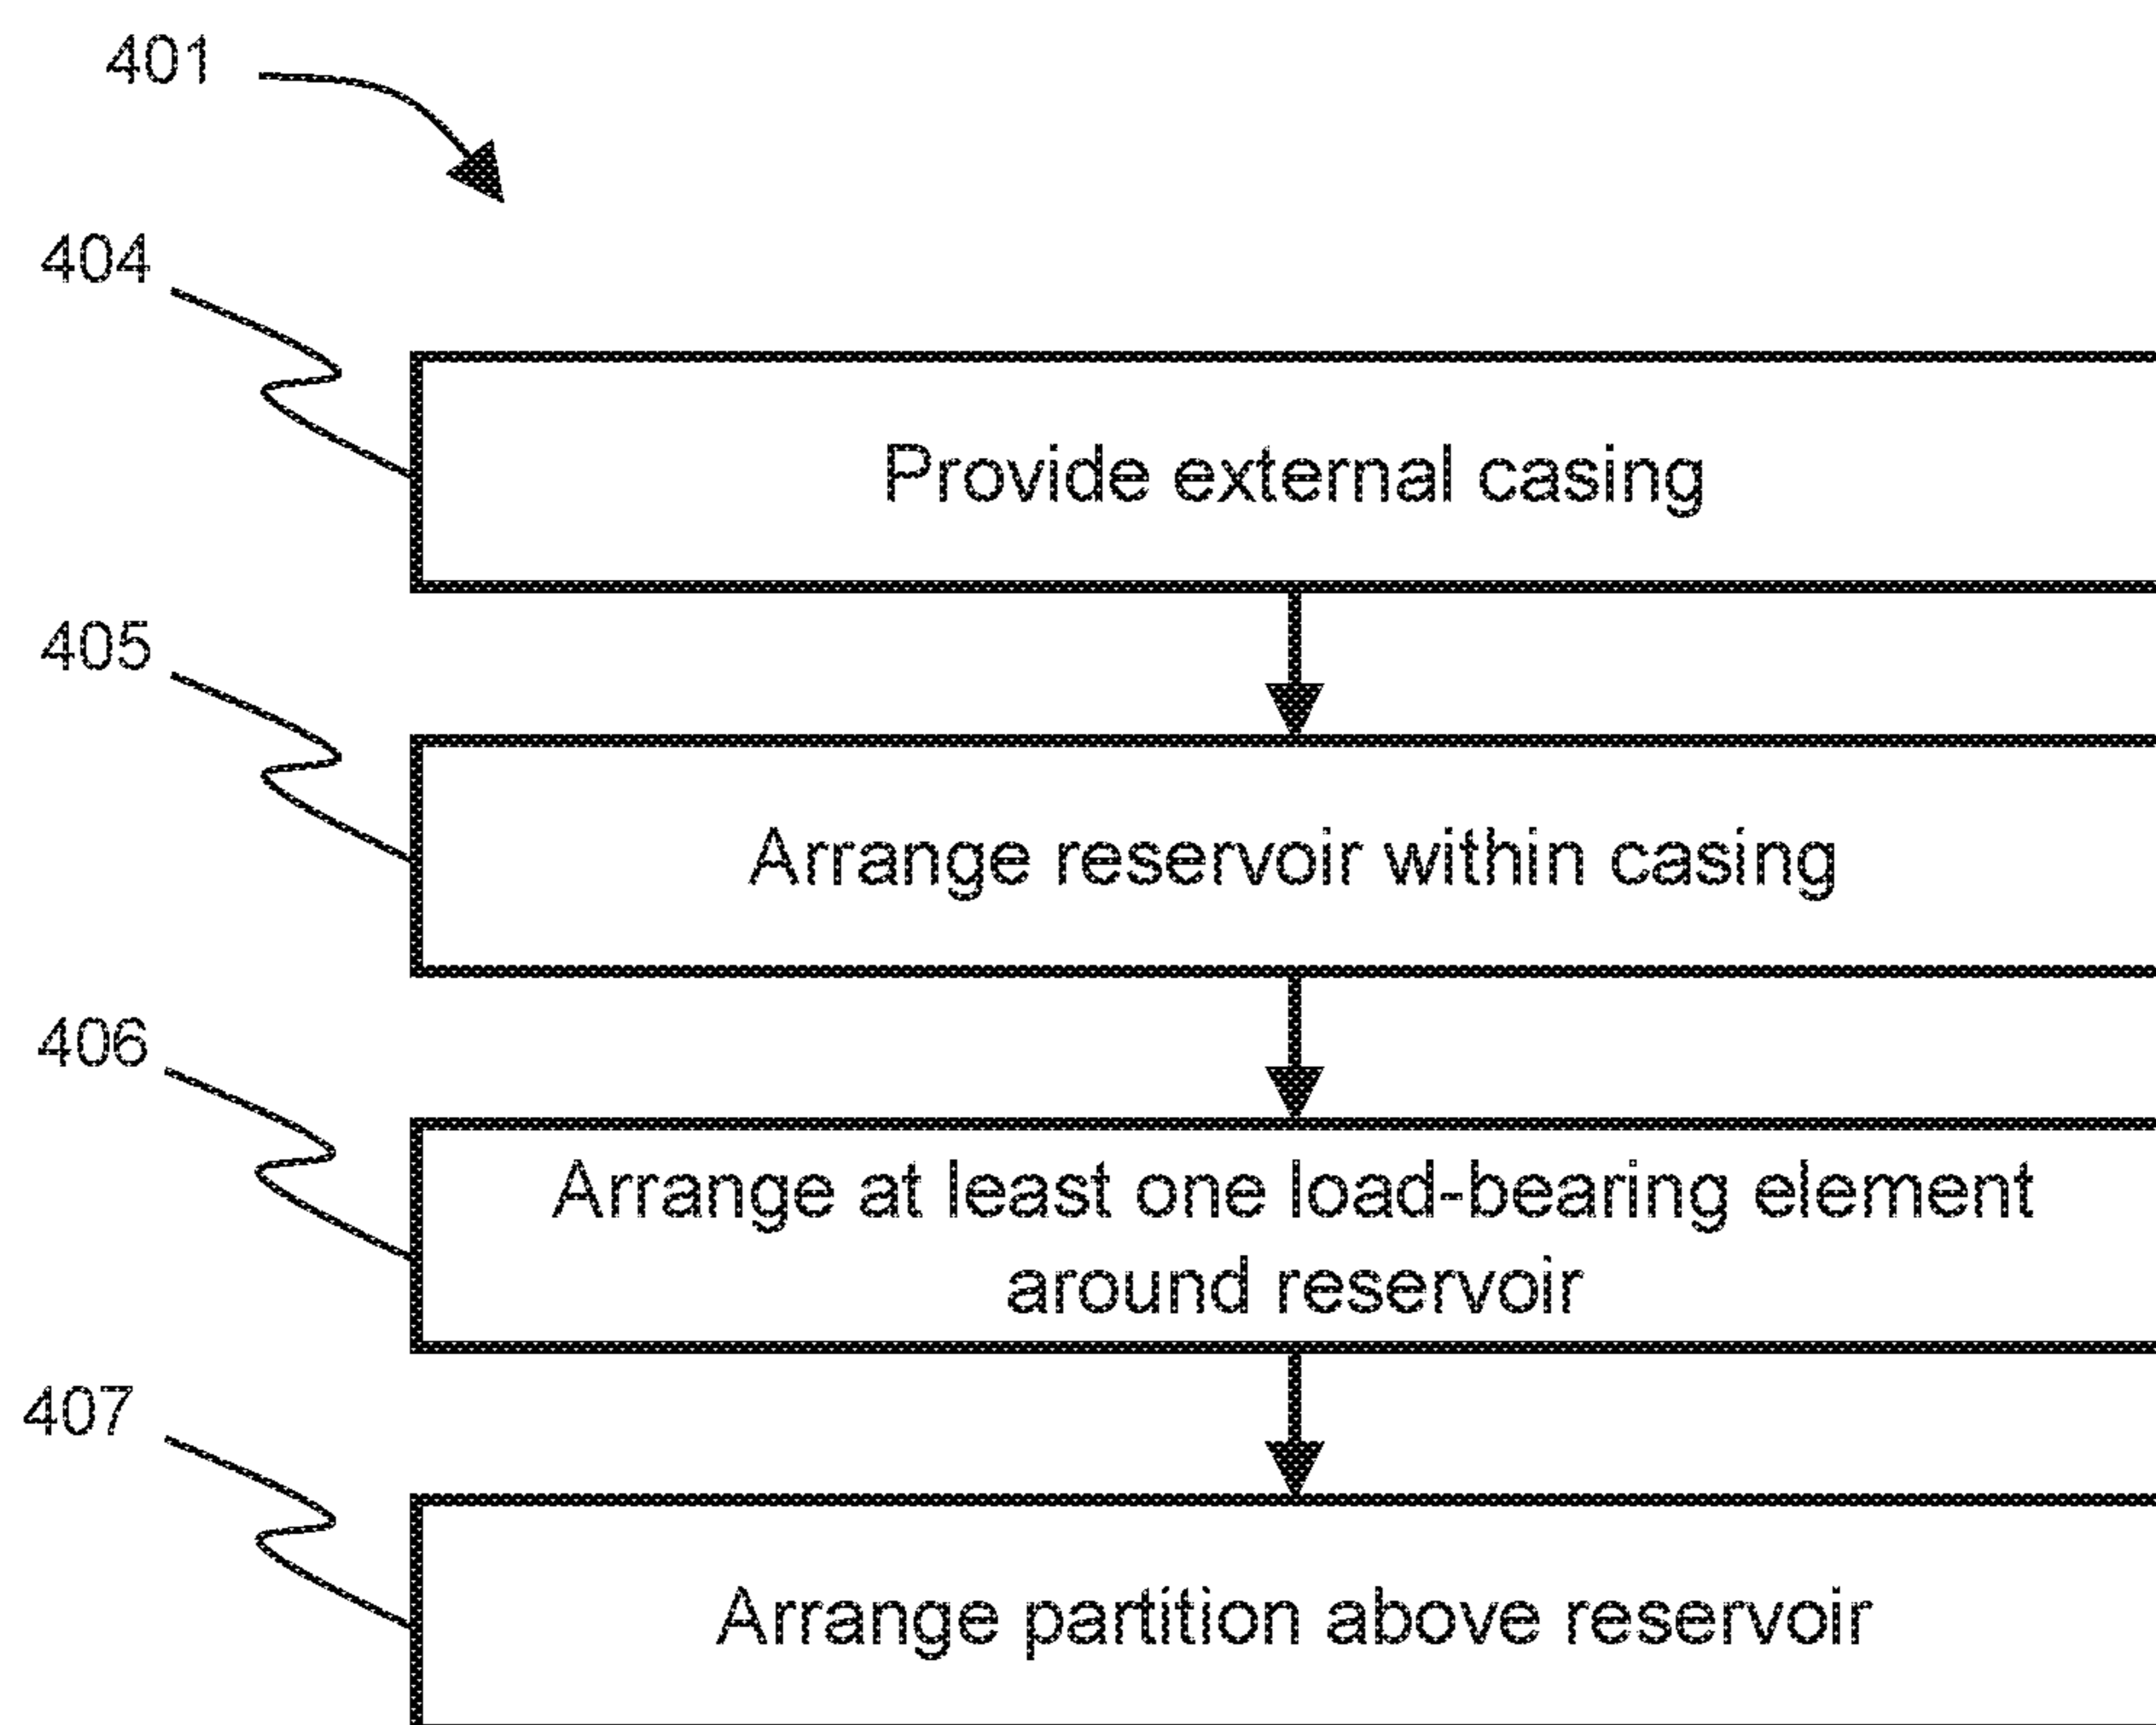 401
404
Provide external casing
405
Arrange reservoir within casing
406
Arrange at least one load-bearing element
around reservoir
407
Arrange partition above reservoir